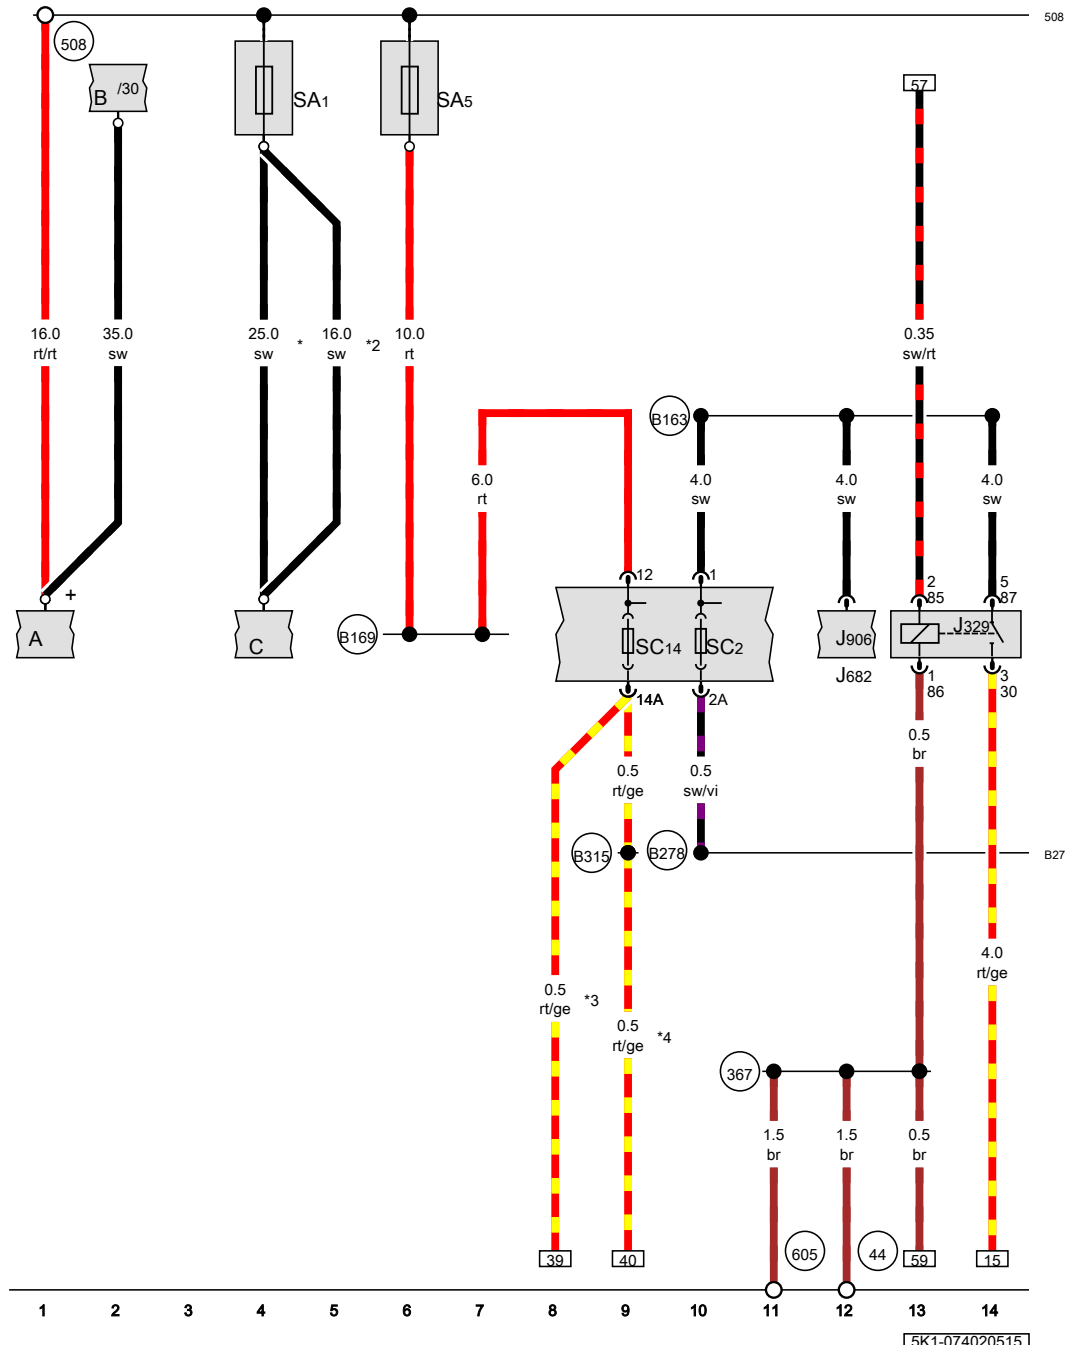 508
508
B /30
SA1
SA5
57
16.0
rt/rt
35.0
sw
25.0
sw
*
16.0
sw
*2
10.0
rt
0.35
sw/rt
B163
6.0
rt
4.0
sw
4.0
sw
4.0
sw
12
1
2
85
5
87
+
A
C
B169
SC14
SC2
J906
J329
J682
14A
2A
1
86
3
30
0.5
br
0.5
rt/ge
0.5
sw/vi
B315
B278
B27
4.0
rt/ge
0.5
rt/ge
*3
0.5
rt/ge
*4
367
1.5
br
1.5
br
0.5
br
39
40
605
44
59
15
1 2 3 4 5 6 7 8 9 10 11 12 13 14
5K1-074020515